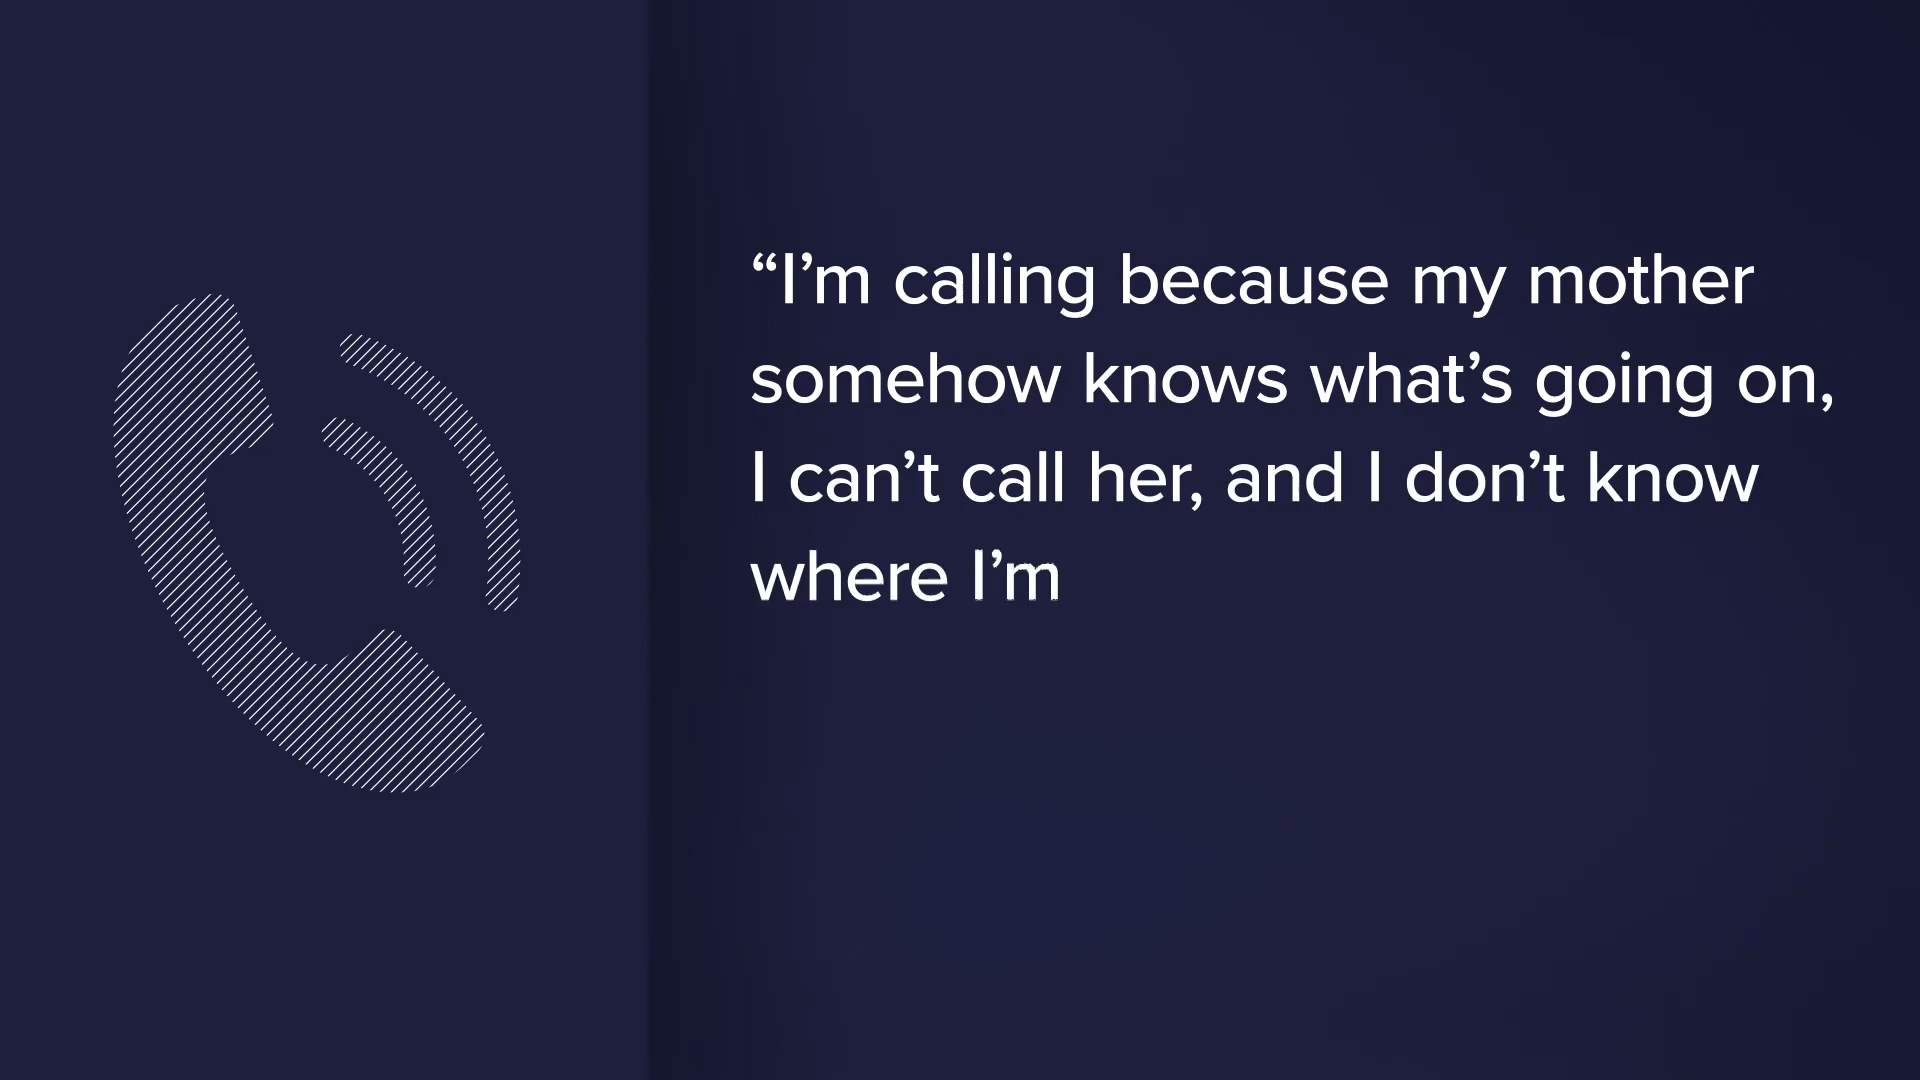 “I’m calling because my mother
somehow knows what’s going on,
I can’t call her, and I don’t know
where I’m